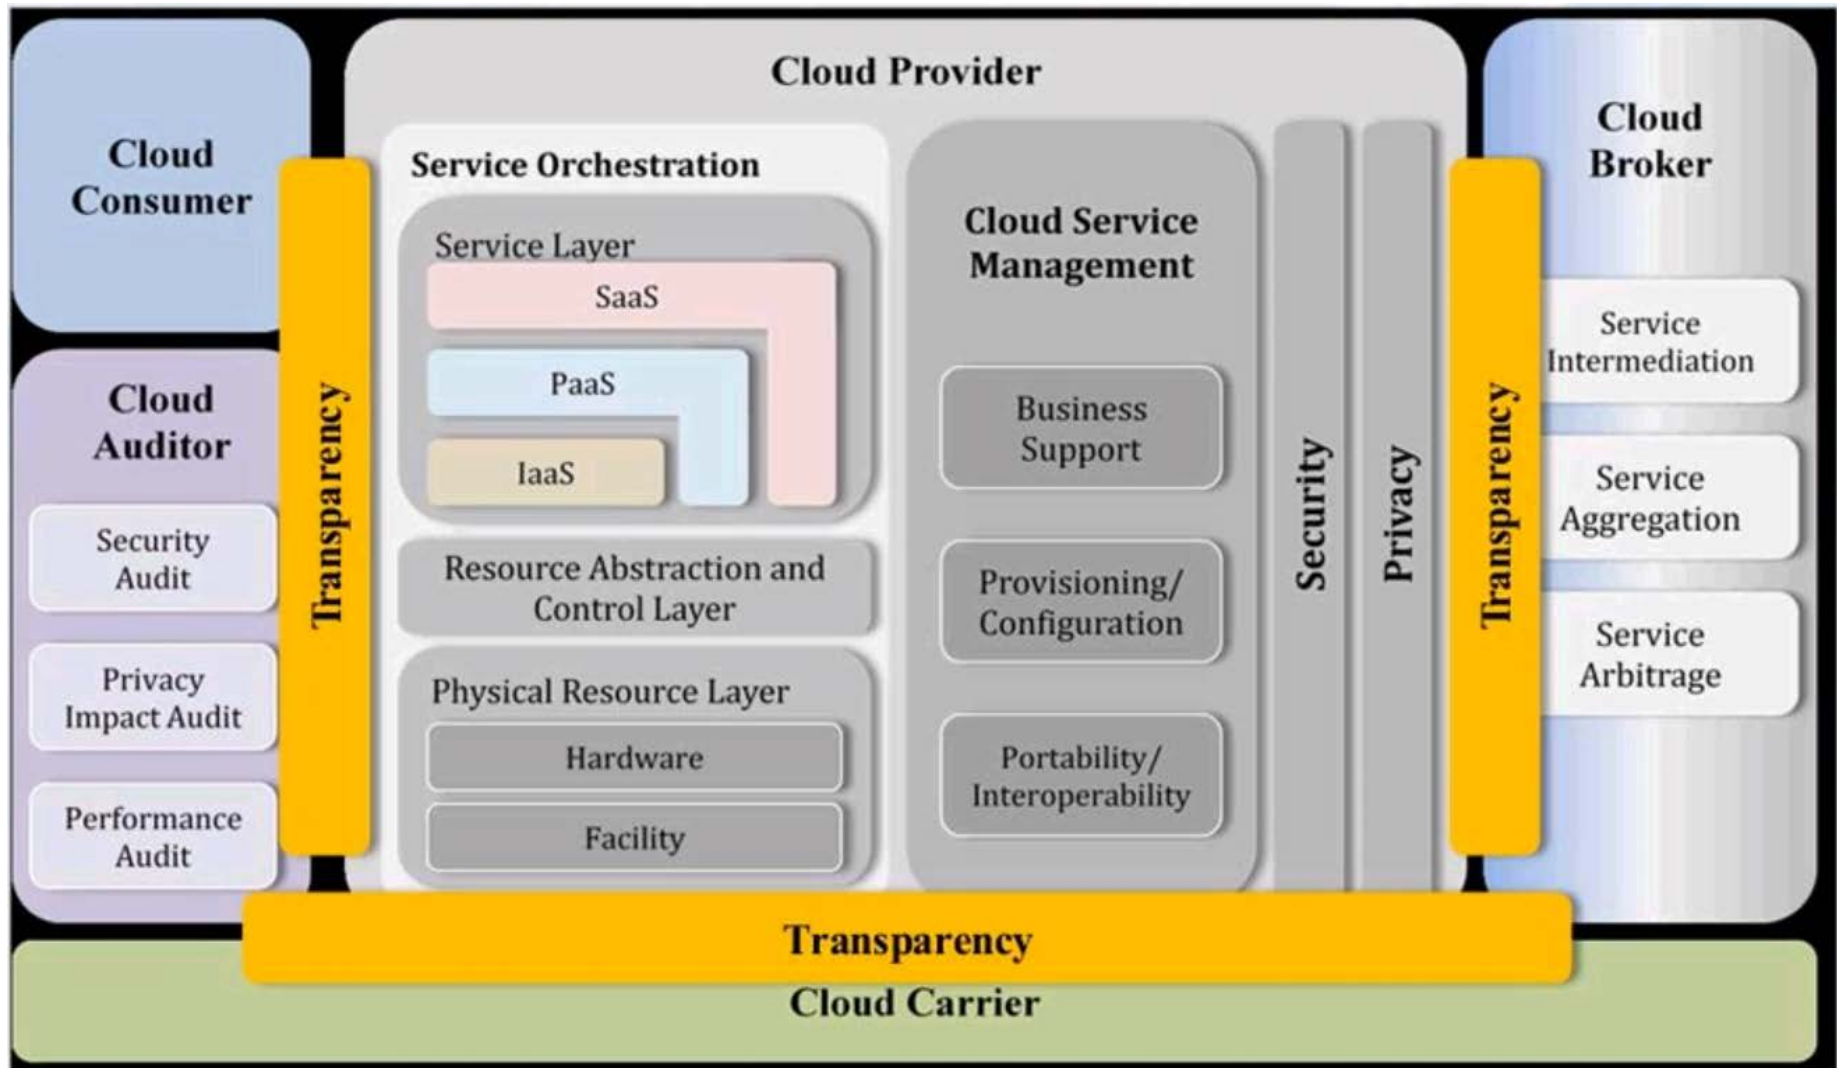 Cloud
Consumer
Cloud
Auditor
Security
Audit
Privacy
Impact Audit
Performance
Audit
Transparency
Cloud Provider
Service Orchestration
Service Layer
SaaS
PaaS
IaaS
Resource Abstraction and
Control Layer
Physical Resource Layer
Hardware
Facility
Cloud Service
Management
Business
Support
Provisioning/
Configuration
Portability/
Interoperability
Security
Privacy
Transparency
Cloud
Broker
Service
Intermediation
Service
Aggregation
Service
Arbitrage
Transparency
Cloud Carrier